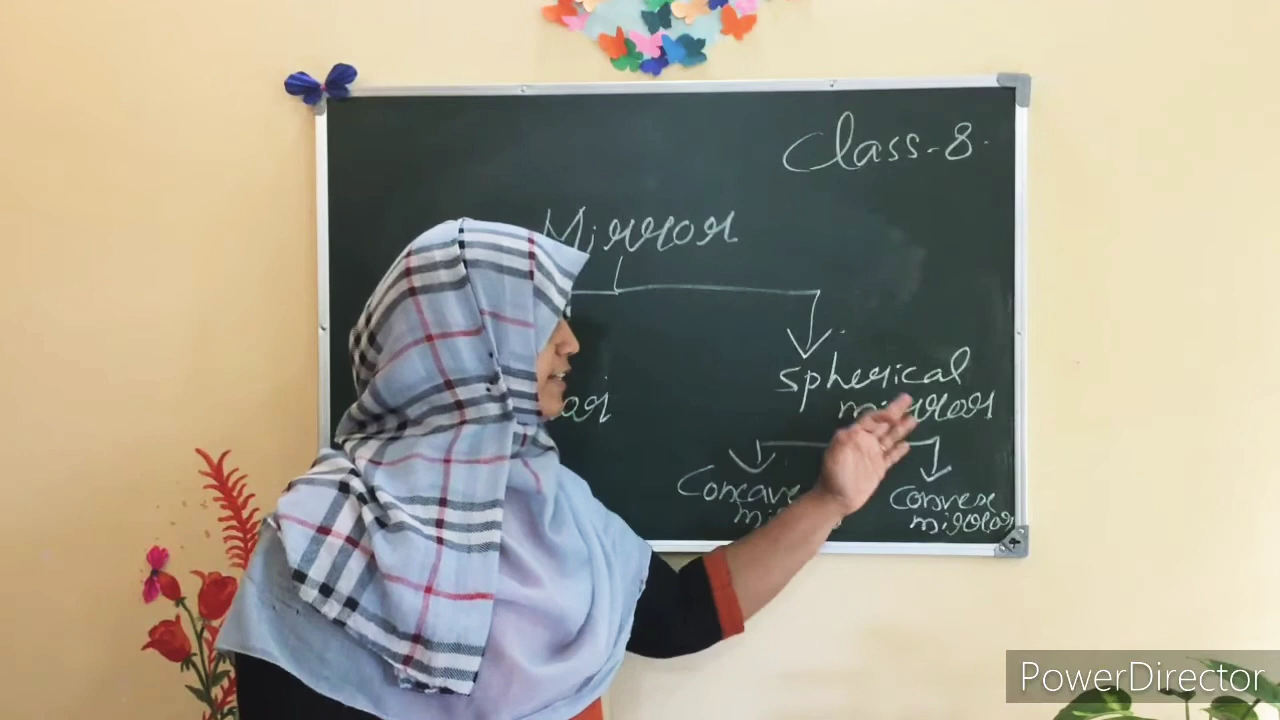 Class-8.
Mirror
Spherical
mirror
Concave
Convex
mirror
PowerDirector